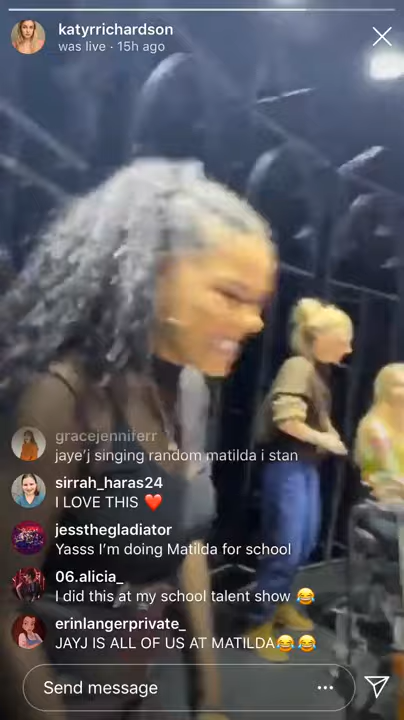 katyrrichardson
was live · 15h ago
gracejenniferr
jaye'j singing random matilda i stan
sirrah_haras24
I LOVE THIS ❤️
jessthegladiator
Yasss I'm doing Matilda for school
06.alicia_
I did this at my school talent show 😂
erinlangerprivate_
JAYJ IS ALL OF US AT MATILDA😂😂
Send message